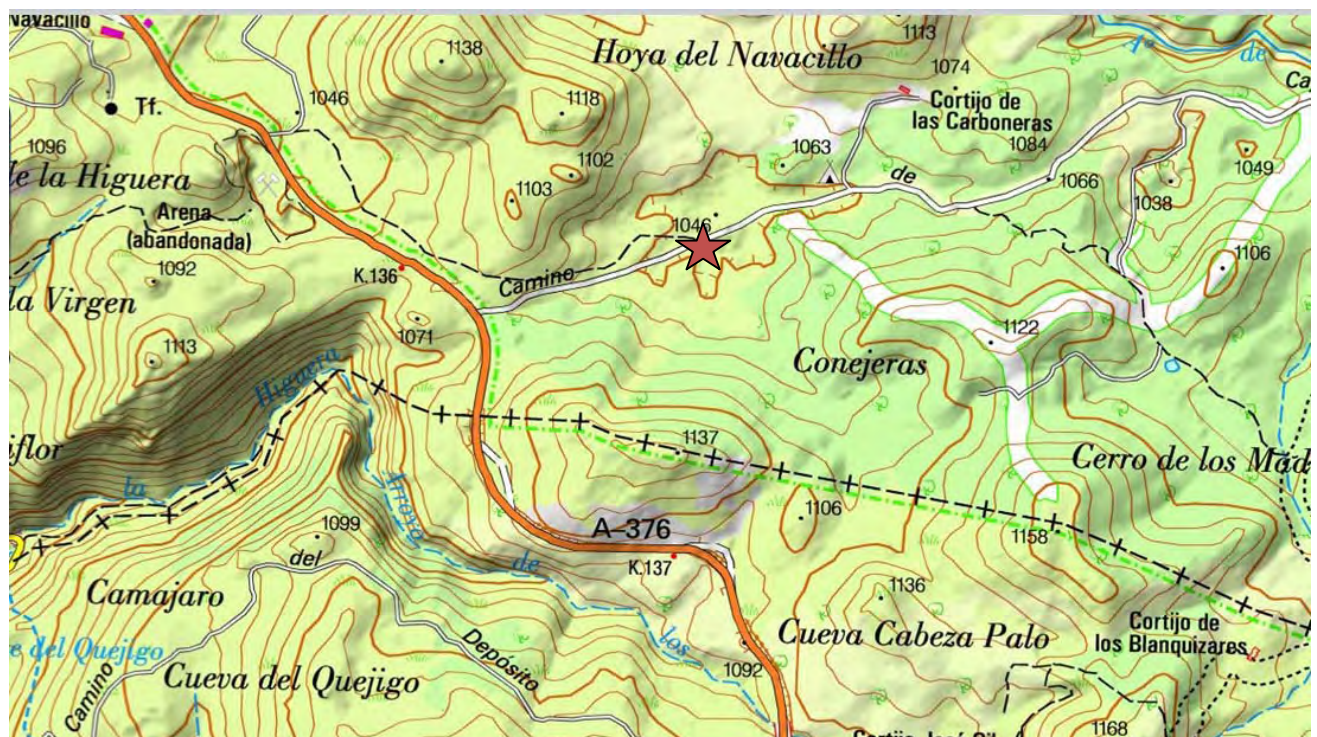 Navacillo
1138
Hoya del Navacillo
1113
de
1074
Tf.
1046
1118
Cortijo de
las Carboneras
1096
1063
1084
1049
de la Higuera
1102
1103
de
1066
1038
Arena
(abandonada)
1046
1092
K.136
Camino
1106
la Virgen
1071
1113
1122
Conejeras
Higuera
1137
Cerro de los
la
1099
Arroyo
A-376
1106
1158
K.137
del
de
Camajaro
1136
Cueva Cabeza Palo
Cortijo de
los Blanquizares
del Quejigo
los
Depósito
Cueva del Quejigo
Camino
1092
1168